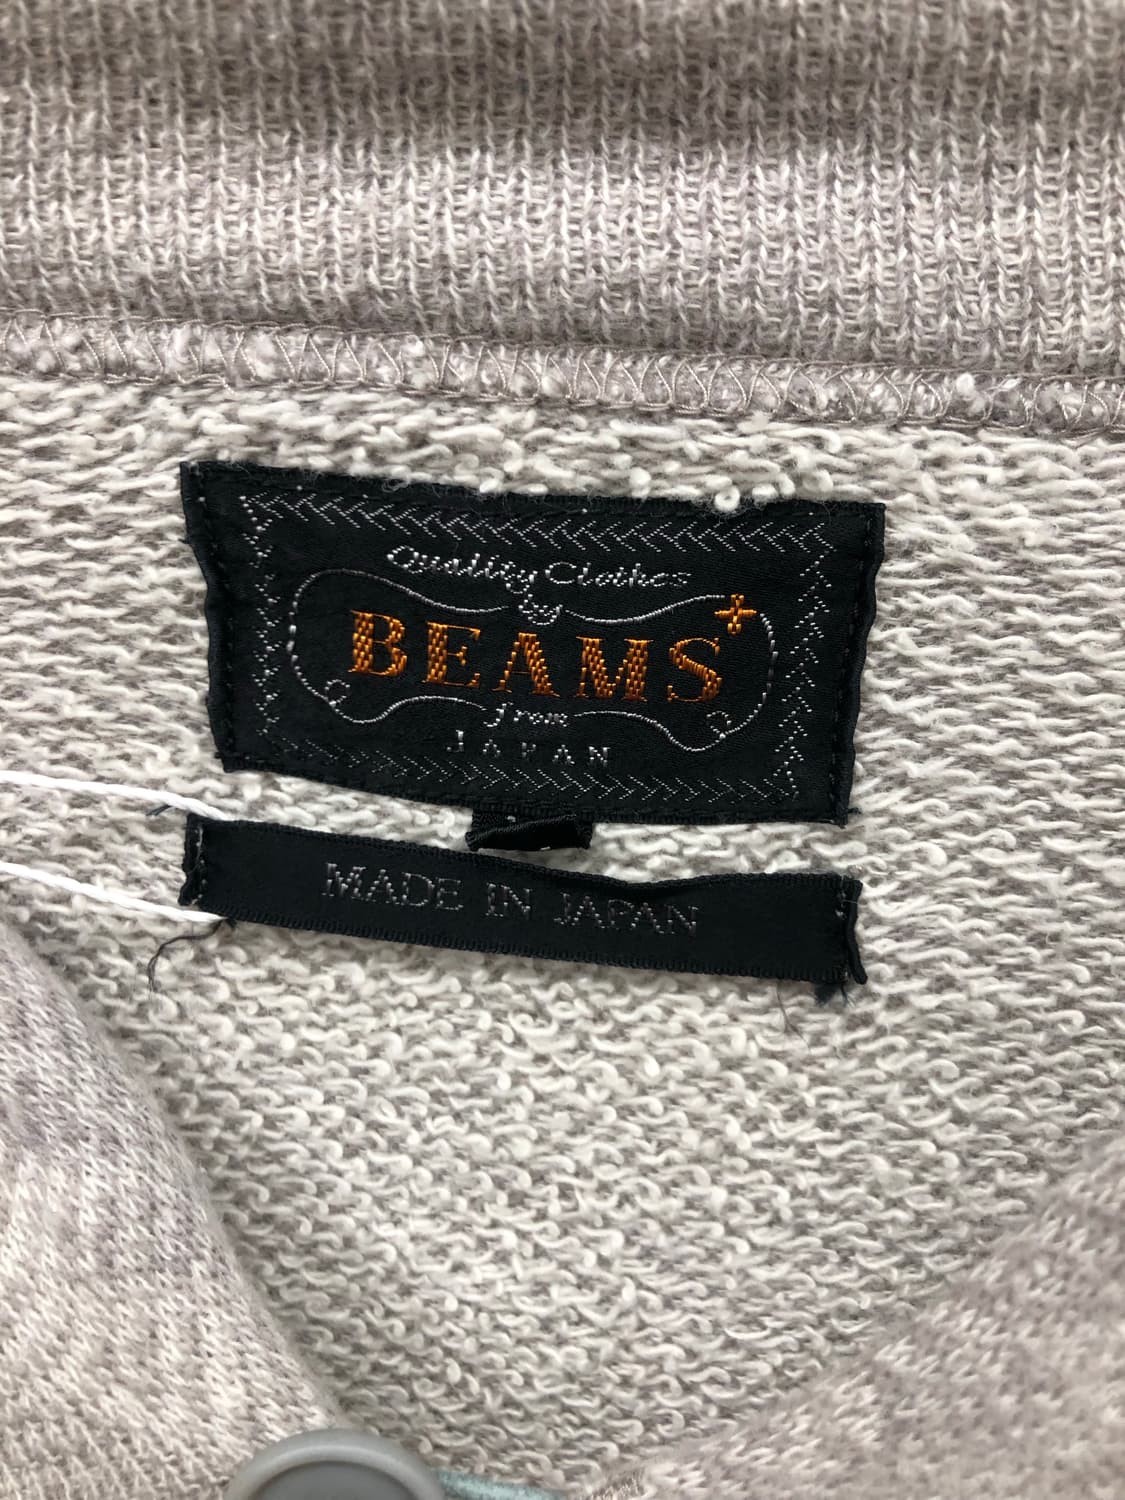 Quality Clothes
by
BEAMS+
from
JAPAN
MADE IN JAPAN